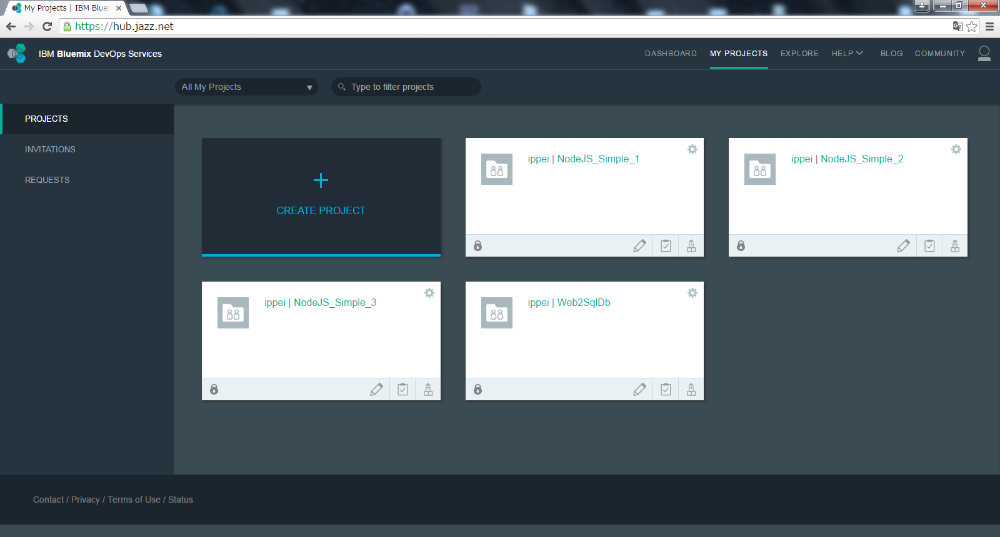 My Projects | IBM Blue
https://hub.jazz.net
IBM Bluemix DevOps Services
DASHBOARD MY PROJECTS EXPLORE HELP BLOG COMMUNITY
All My Projects
Type to filter projects
PROJECTS
INVITATIONS
REQUESTS
CREATE PROJECT
ippei | NodeJS_Simple_1
ippei | NodeJS_Simple_2
ippei | NodeJS_Simple_3
ippei | Web2SqlDb
Contact / Privacy / Terms of Use / Status